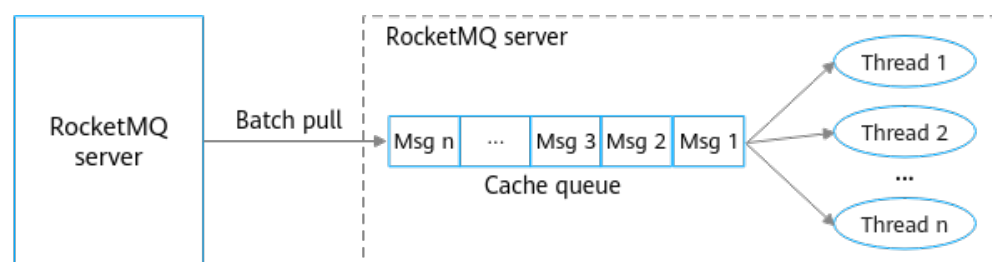 RocketMQ
server
Batch pull
RocketMQ server
Msg n
...
Msg 3
Msg 2
Msg 1
Cache queue
Thread 1
Thread 2
...
Thread n